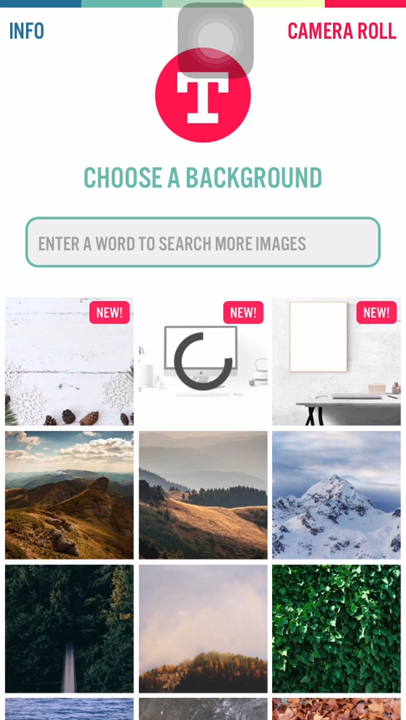 INFO
CAMERA ROLL
T
CHOOSE A BACKGROUND
ENTER A WORD TO SEARCH MORE IMAGES
NEW!
NEW!
NEW!